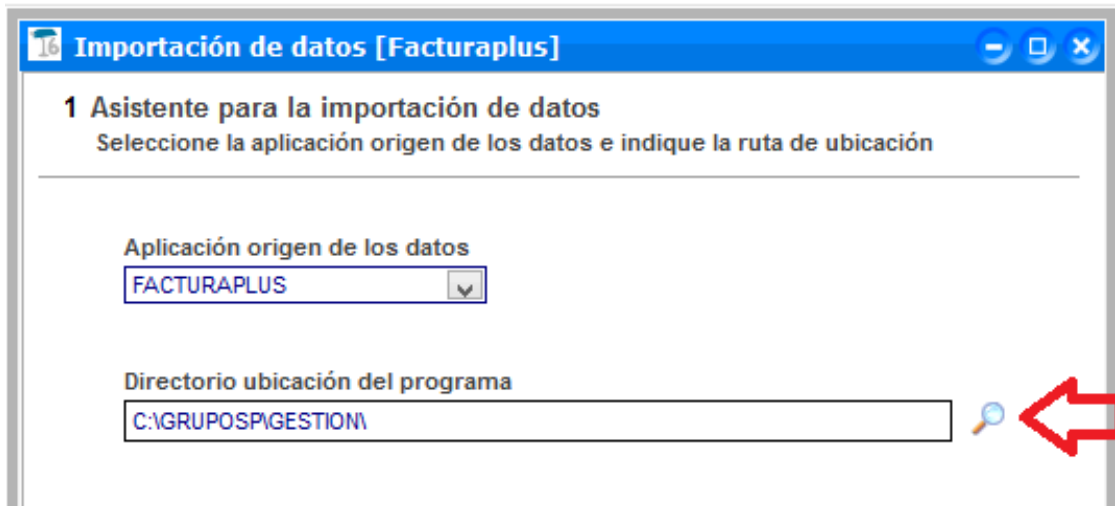 T6 Importación de datos [Facturaplus]
1 Asistente para la importación de datos
Seleccione la aplicación origen de los datos e indique la ruta de ubicación
Aplicación origen de los datos
FACTURAPLUS
Directorio ubicación del programa
C:\GRUPOSP\GESTION\